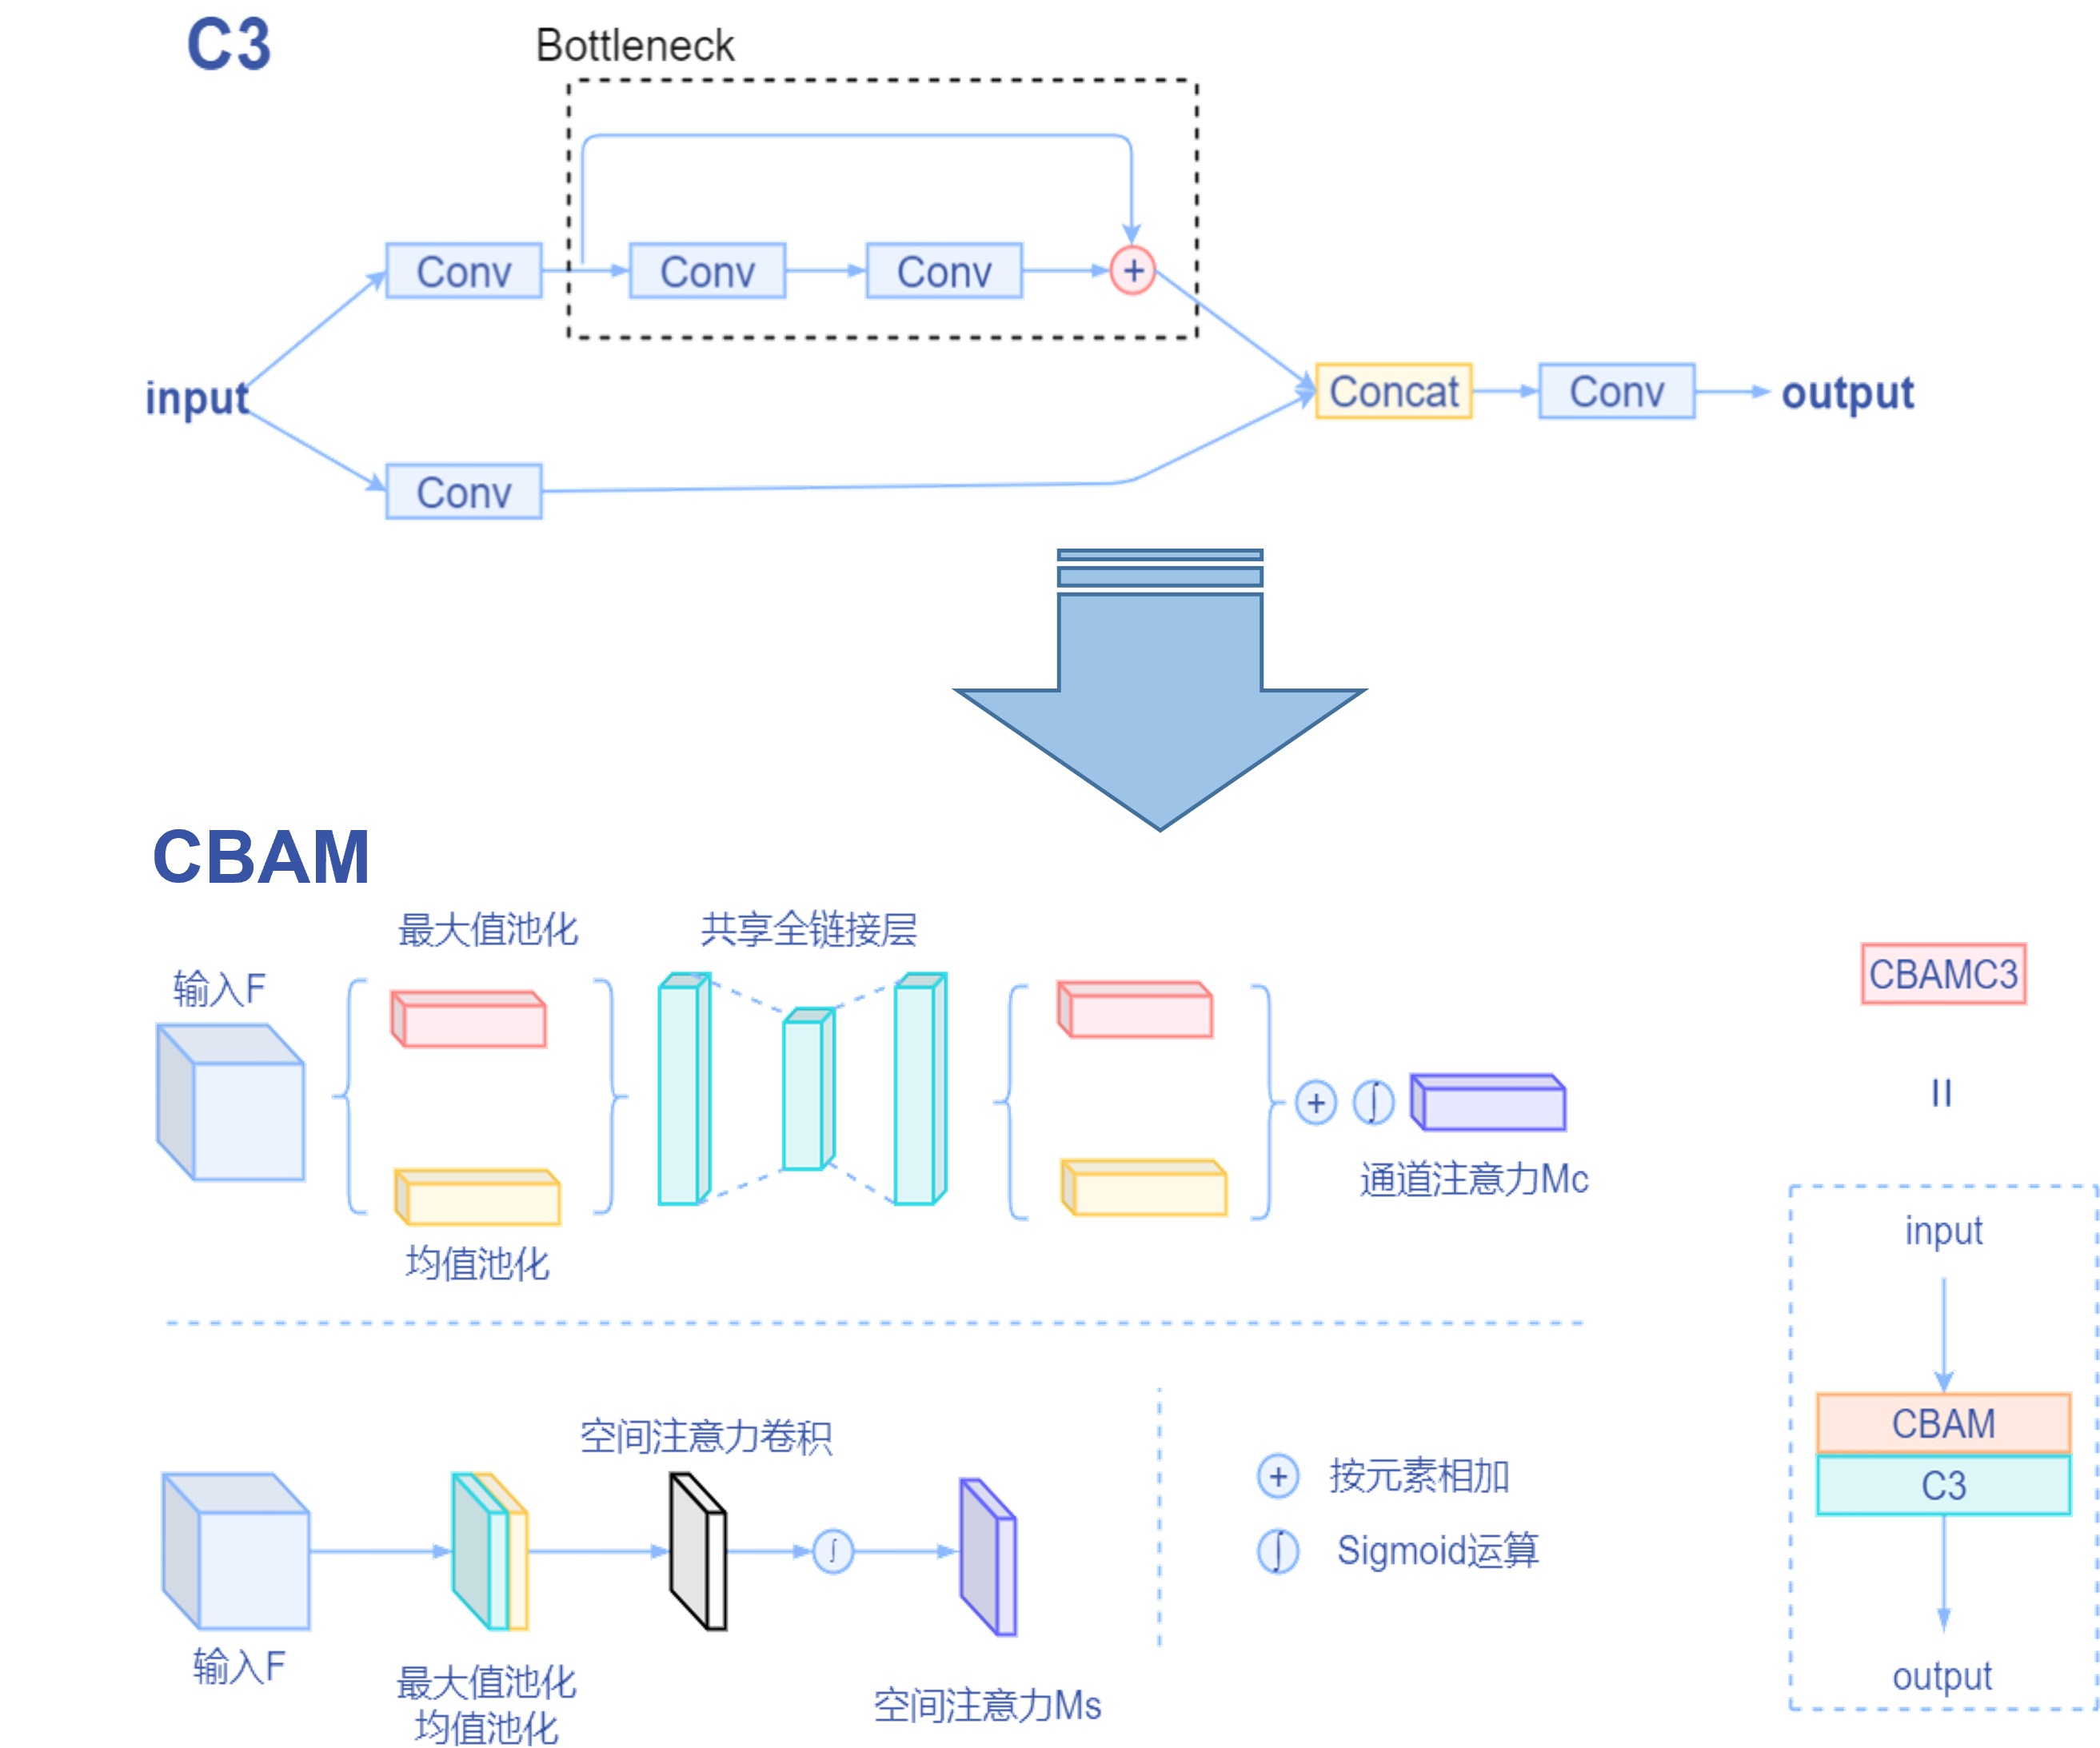 C3
Bottleneck
Conv
Conv
Conv
+
input
Concat
Conv
output
Conv
CBAM
最大值池化
共享全链接层
输入F
CBAMC3
+
∫
=
均值池化
通道注意力Mc
input
空间注意力卷积
CBAM
C3
+ 按元素相加
∫
∫ Sigmoid运算
输入F
最大值池化
均值池化
空间注意力Ms
output